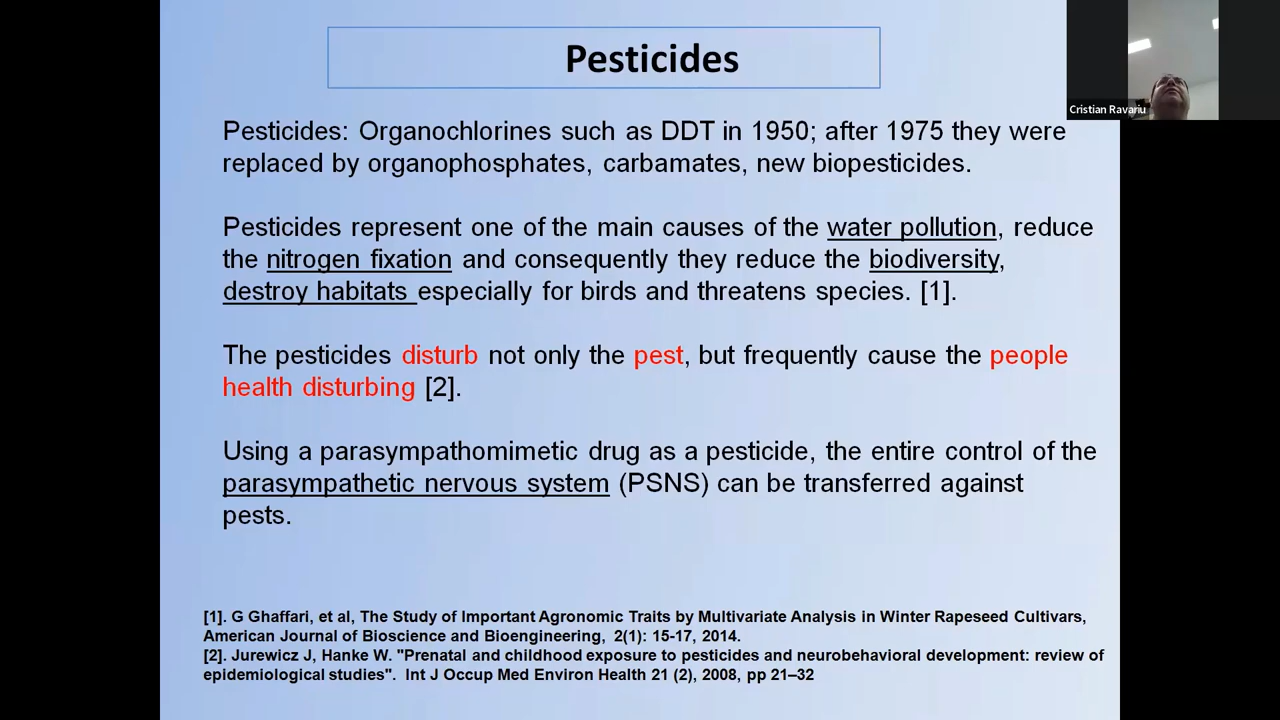 Pesticides
Cristian Ravariu
Pesticides: Organochlorines such as DDT in 1950; after 1975 they were
replaced by organophosphates, carbamates, new biopesticides.
Pesticides represent one of the main causes of the water pollution, reduce
the nitrogen fixation and consequently they reduce the biodiversity,
destroy habitats especially for birds and threatens species. [1].
The pesticides disturb not only the pest, but frequently cause the people
health disturbing [2].
Using a parasympathomimetic drug as a pesticide, the entire control of the
parasympathetic nervous system (PSNS) can be transferred against
pests.
[1]. G Ghaffari, et al, The Study of Important Agronomic Traits by Multivariate Analysis in Winter Rapeseed Cultivars,
American Journal of Bioscience and Bioengineering, 2(1): 15-17, 2014.
[2]. Jurewicz J, Hanke W. "Prenatal and childhood exposure to pesticides and neurobehavioral development: review of
epidemiological studies". Int J Occup Med Environ Health 21 (2), 2008, pp 21–32